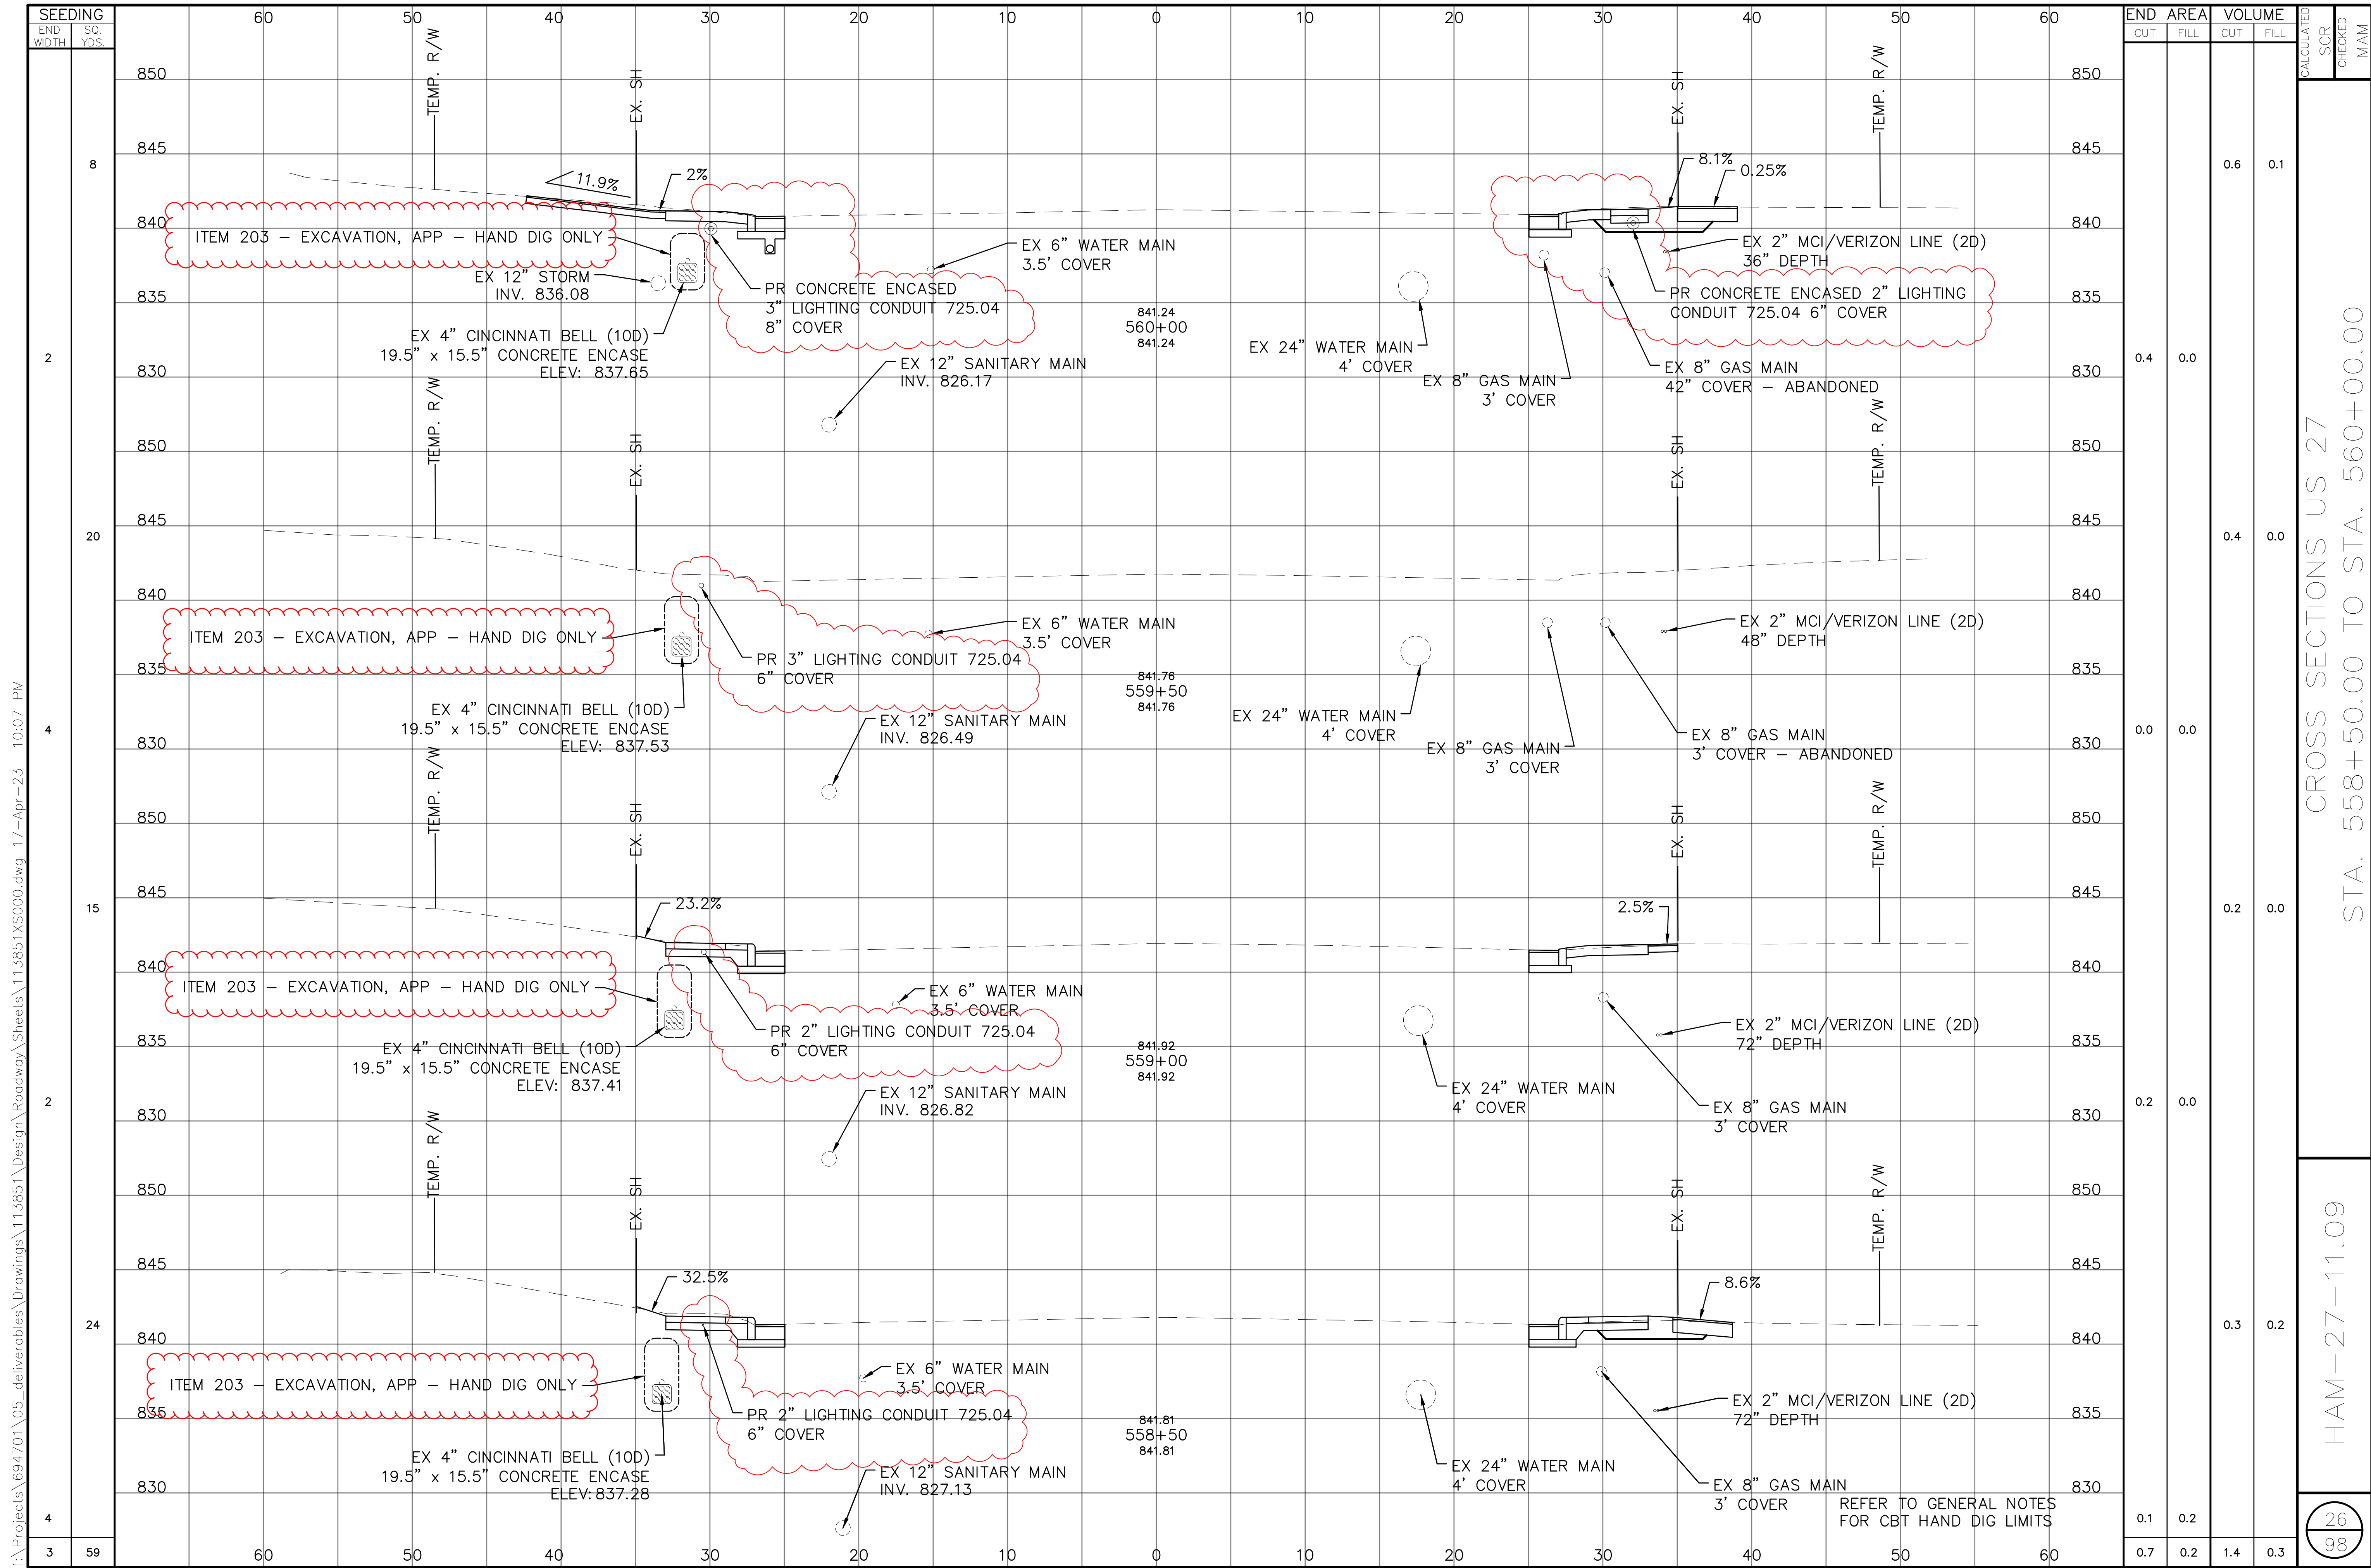 SEEDING
END WIDTH
SQ. YDS.
60 50 40 30 20 10 0 10 20 30 40 50 60
END AREA
VOLUME
CUT FILL CUT FILL
CALCULATED
SCR
CHECKED
MAM
TEMP. R/W
EX. SH
EX. SH
TEMP. R/W
850 850
845 845
840 840
835 835
830 830
8
2
11.9%
2%
8.1%
0.25%
ITEM 203 – EXCAVATION, APP – HAND DIG ONLY
EX 12" STORM
INV. 836.08
EX 4" CINCINNATI BELL (10D)
19.5" x 15.5" CONCRETE ENCASE
ELEV: 837.65
PR CONCRETE ENCASED
3" LIGHTING CONDUIT 725.04
8" COVER
EX 6" WATER MAIN
3.5' COVER
EX 12" SANITARY MAIN
INV. 826.17
841.24
560+00
841.24
EX 24" WATER MAIN
4' COVER
EX 8" GAS MAIN
3' COVER
EX 2" MCI/VERIZON LINE (2D)
36" DEPTH
PR CONCRETE ENCASED 2" LIGHTING
CONDUIT 725.04 6" COVER
EX 8" GAS MAIN
42" COVER – ABANDONED
0.6 0.1
0.4 0.0
TEMP. R/W
EX. SH
EX. SH
TEMP. R/W
850 850
845 845
840 840
835 835
830 830
20
4
ITEM 203 – EXCAVATION, APP – HAND DIG ONLY
EX 4" CINCINNATI BELL (10D)
19.5" x 15.5" CONCRETE ENCASE
ELEV: 837.53
PR 3" LIGHTING CONDUIT 725.04
6" COVER
EX 6" WATER MAIN
3.5' COVER
EX 12" SANITARY MAIN
INV. 826.49
841.76
559+50
841.76
EX 24" WATER MAIN
4' COVER
EX 8" GAS MAIN
3' COVER
EX 2" MCI/VERIZON LINE (2D)
48" DEPTH
EX 8" GAS MAIN
3' COVER – ABANDONED
0.4 0.0
0.0 0.0
TEMP. R/W
EX. SH
EX. SH
TEMP. R/W
850 850
845 845
840 840
835 835
830 830
15
2
23.2%
2.5%
ITEM 203 – EXCAVATION, APP – HAND DIG ONLY
EX 4" CINCINNATI BELL (10D)
19.5" x 15.5" CONCRETE ENCASE
ELEV: 837.41
EX 6" WATER MAIN
3.5' COVER
PR 2" LIGHTING CONDUIT 725.04
6" COVER
EX 12" SANITARY MAIN
INV. 826.82
841.92
559+00
841.92
EX 24" WATER MAIN
4' COVER
EX 2" MCI/VERIZON LINE (2D)
72" DEPTH
EX 8" GAS MAIN
3' COVER
0.2 0.0
0.2 0.0
TEMP. R/W
EX. SH
EX. SH
TEMP. R/W
850 850
845 845
840 840
835 835
830 830
24
4
32.5%
8.6%
ITEM 203 – EXCAVATION, APP – HAND DIG ONLY
EX 4" CINCINNATI BELL (10D)
19.5" x 15.5" CONCRETE ENCASE
ELEV: 837.28
EX 6" WATER MAIN
3.5' COVER
PR 2" LIGHTING CONDUIT 725.04
6" COVER
EX 12" SANITARY MAIN
INV. 827.13
841.81
558+50
841.81
EX 24" WATER MAIN
4' COVER
EX 2" MCI/VERIZON LINE (2D)
72" DEPTH
EX 8" GAS MAIN
3' COVER
REFER TO GENERAL NOTES
FOR CBT HAND DIG LIMITS
0.3 0.2
0.1 0.2
3 59
60 50 40 30 20 10 0 10 20 30 40 50 60
0.7 0.2 1.4 0.3
CROSS SECTIONS US 27
STA. 558+50.00 TO STA. 560+00.00
HAM-27-11.09
26
98
f:\Projects\694701\05_deliverables\Drawings\113851\Design\Roadway\Sheets\113851XS000.dwg 17-Apr-23 10:07 PM